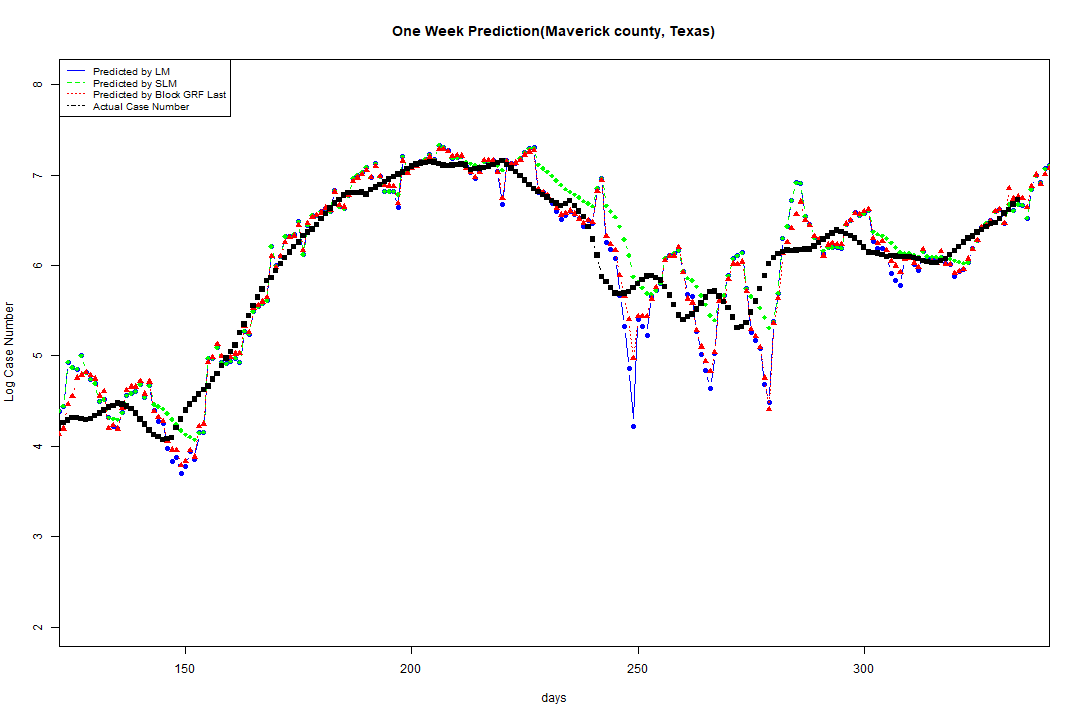 One Week Prediction(Maverick county, Texas)
Predicted by LM
Predicted by SLM
Predicted by Block GRF Last
Actual Case Number
Log Case Number
8
7
6
5
4
3
2
150 200 250 300
days